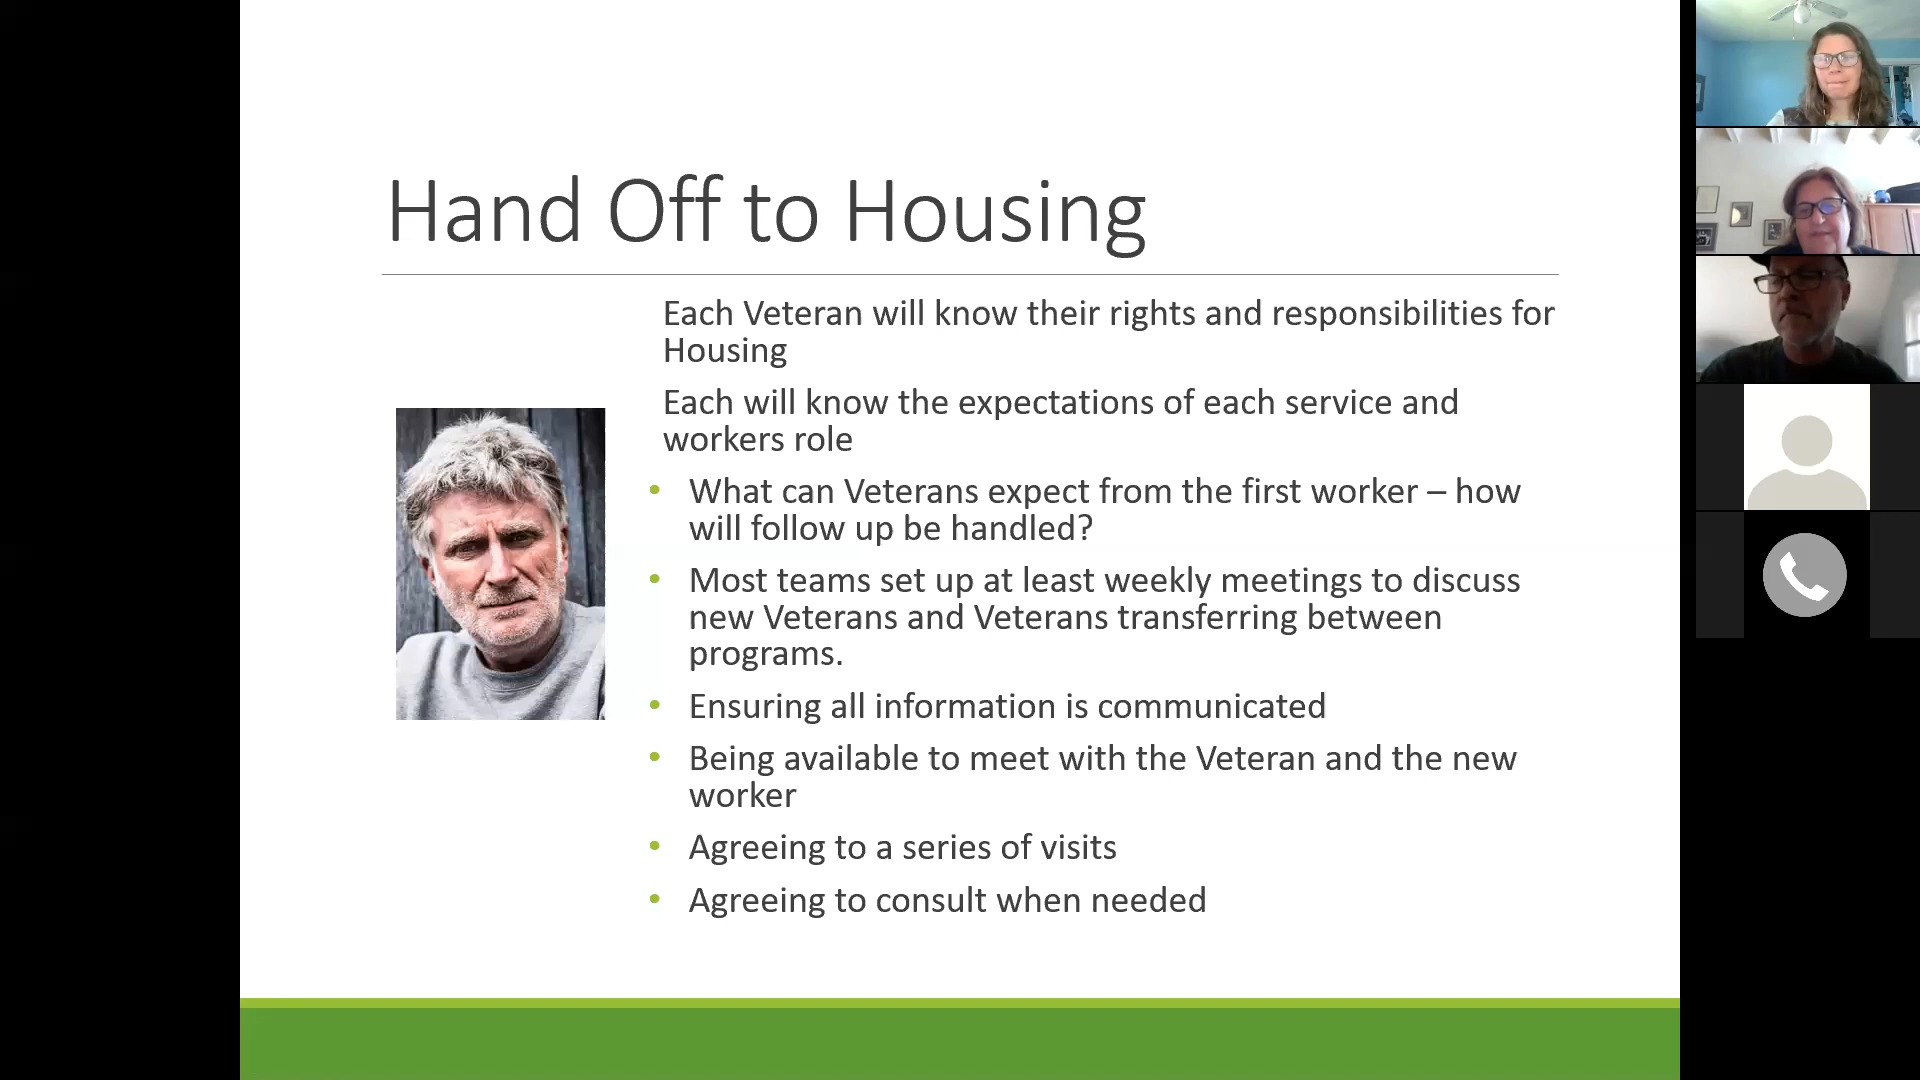 Hand Off to Housing
Each Veteran will know their rights and responsibilities for
Housing
Each will know the expectations of each service and
workers role
• What can Veterans expect from the first worker – how
will follow up be handled?
• Most teams set up at least weekly meetings to discuss
new Veterans and Veterans transferring between
programs.
• Ensuring all information is communicated
• Being available to meet with the Veteran and the new
worker
• Agreeing to a series of visits
• Agreeing to consult when needed